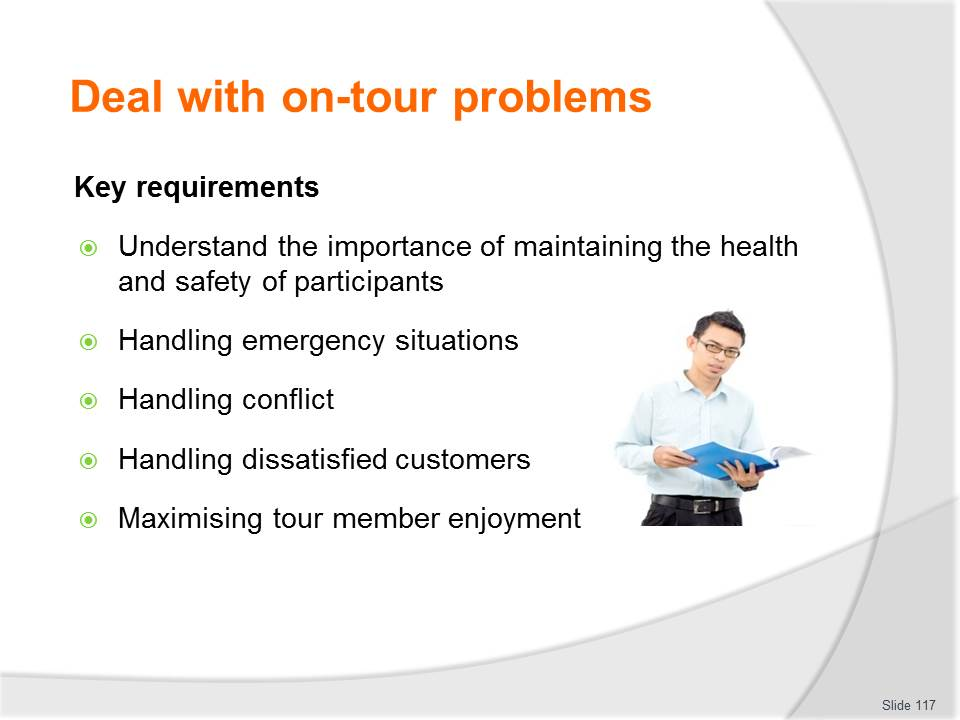 Deal with on-tour problems
Key requirements
Understand the importance of maintaining the health
and safety of participants
Handling emergency situations
Handling conflict
Handling dissatisfied customers
Maximising tour member enjoyment
Slide 117